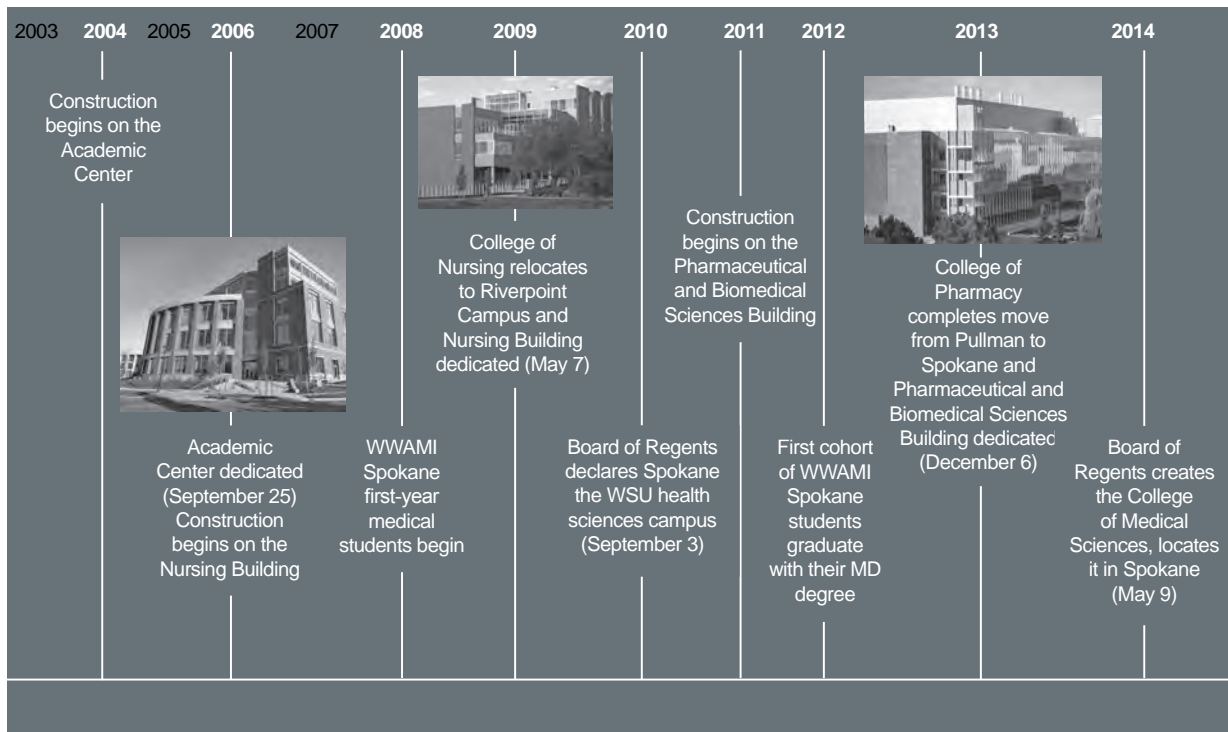 2003 2004 2005 2006 2007 2008 2009 2010 2011 2012 2013 2014
Construction
begins on the
Academic
Center
Academic
Center dedicated
(September 25)
Construction
begins on the
Nursing Building
WWAMI
Spokane
first-year
medical
students begin
College of
Nursing relocates
to Riverpoint
Campus and
Nursing Building
dedicated (May 7)
Board of Regents
declares Spokane
the WSU health
sciences campus
(September 3)
Construction
begins on the
Pharmaceutical
and Biomedical
Sciences Building
First cohort
of WWAMI
Spokane
students
graduate
with their MD
degree
College of
Pharmacy
completes move
from Pullman to
Spokane and
Pharmaceutical and
Biomedical Sciences
Building dedicated
(December 6)
Board of
Regents creates
the College
of Medical
Sciences, locates
it in Spokane
(May 9)